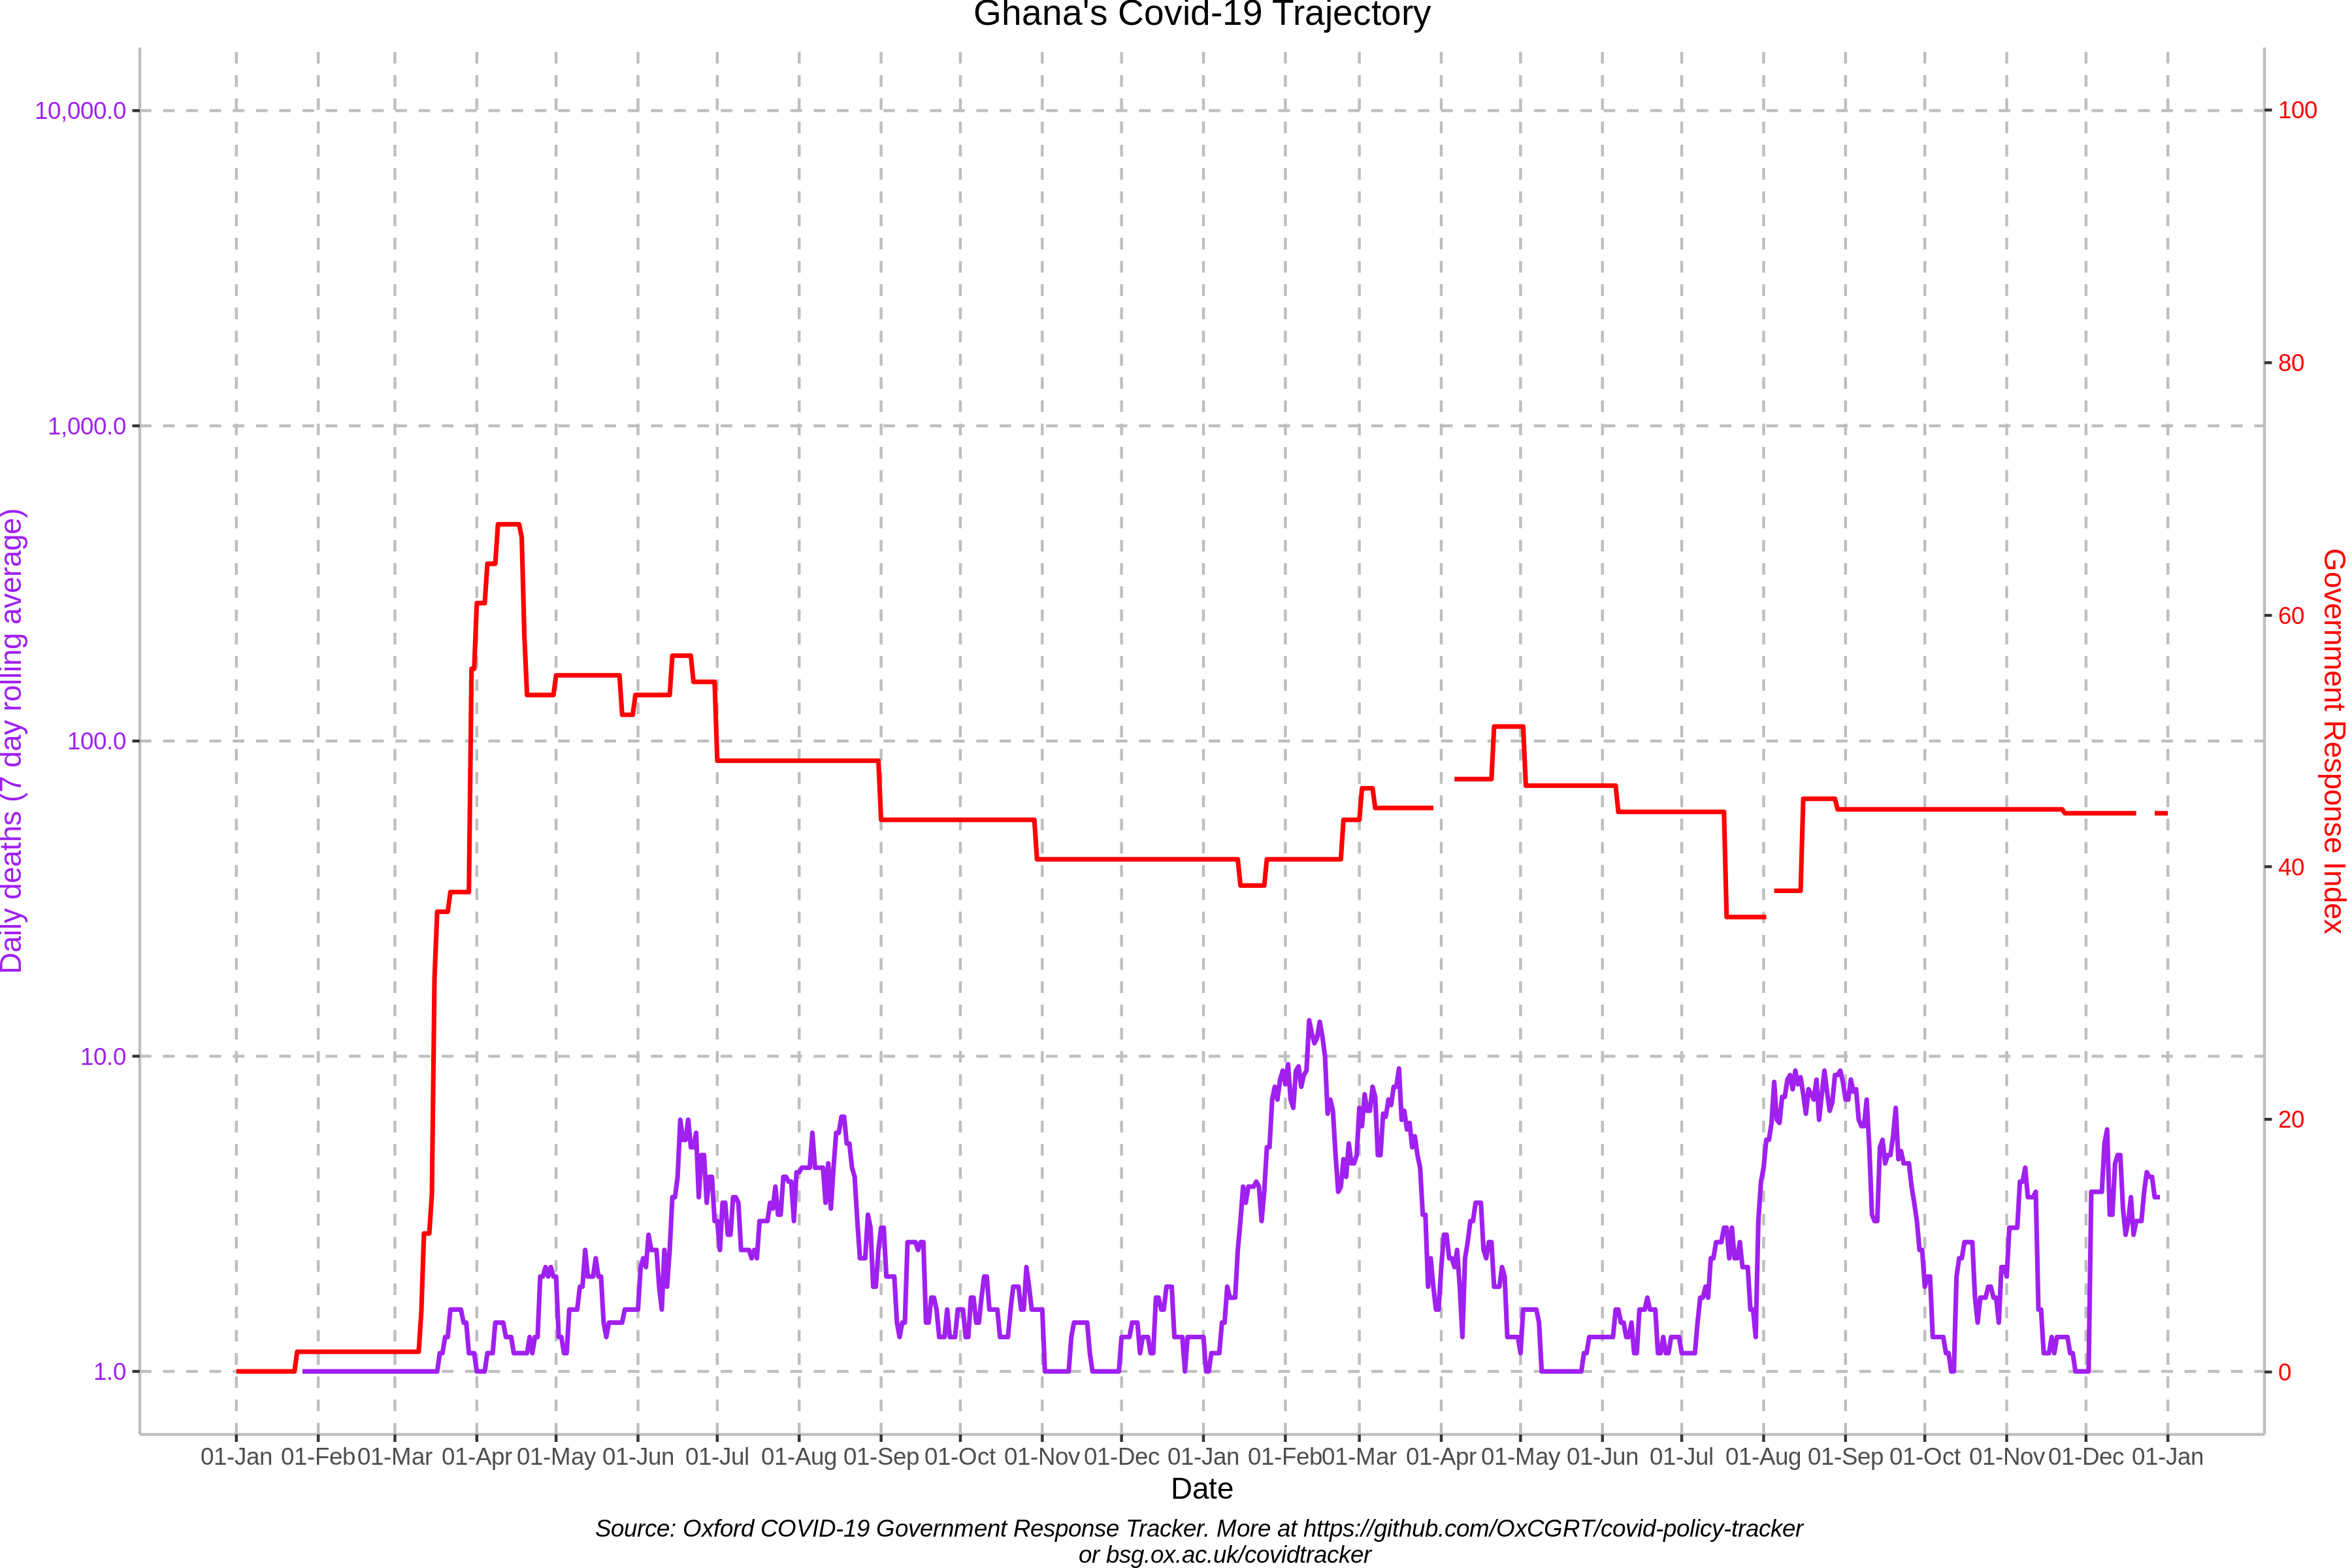 Ghana's Covid-19 Trajectory
10,000.0
1,000.0
100.0
10.0
1.0
Daily deaths (7 day rolling average)
100
80
60
40
20
0
Government Response Index
01-Jan 01-Feb 01-Mar 01-Apr 01-May 01-Jun 01-Jul 01-Aug 01-Sep 01-Oct 01-Nov 01-Dec 01-Jan 01-Feb 01-Mar 01-Apr 01-May 01-Jun 01-Jul 01-Aug 01-Sep 01-Oct 01-Nov 01-Dec 01-Jan
Date
Source: Oxford COVID-19 Government Response Tracker. More at https://github.com/OxCGRT/covid-policy-tracker
or bsg.ox.ac.uk/covidtracker